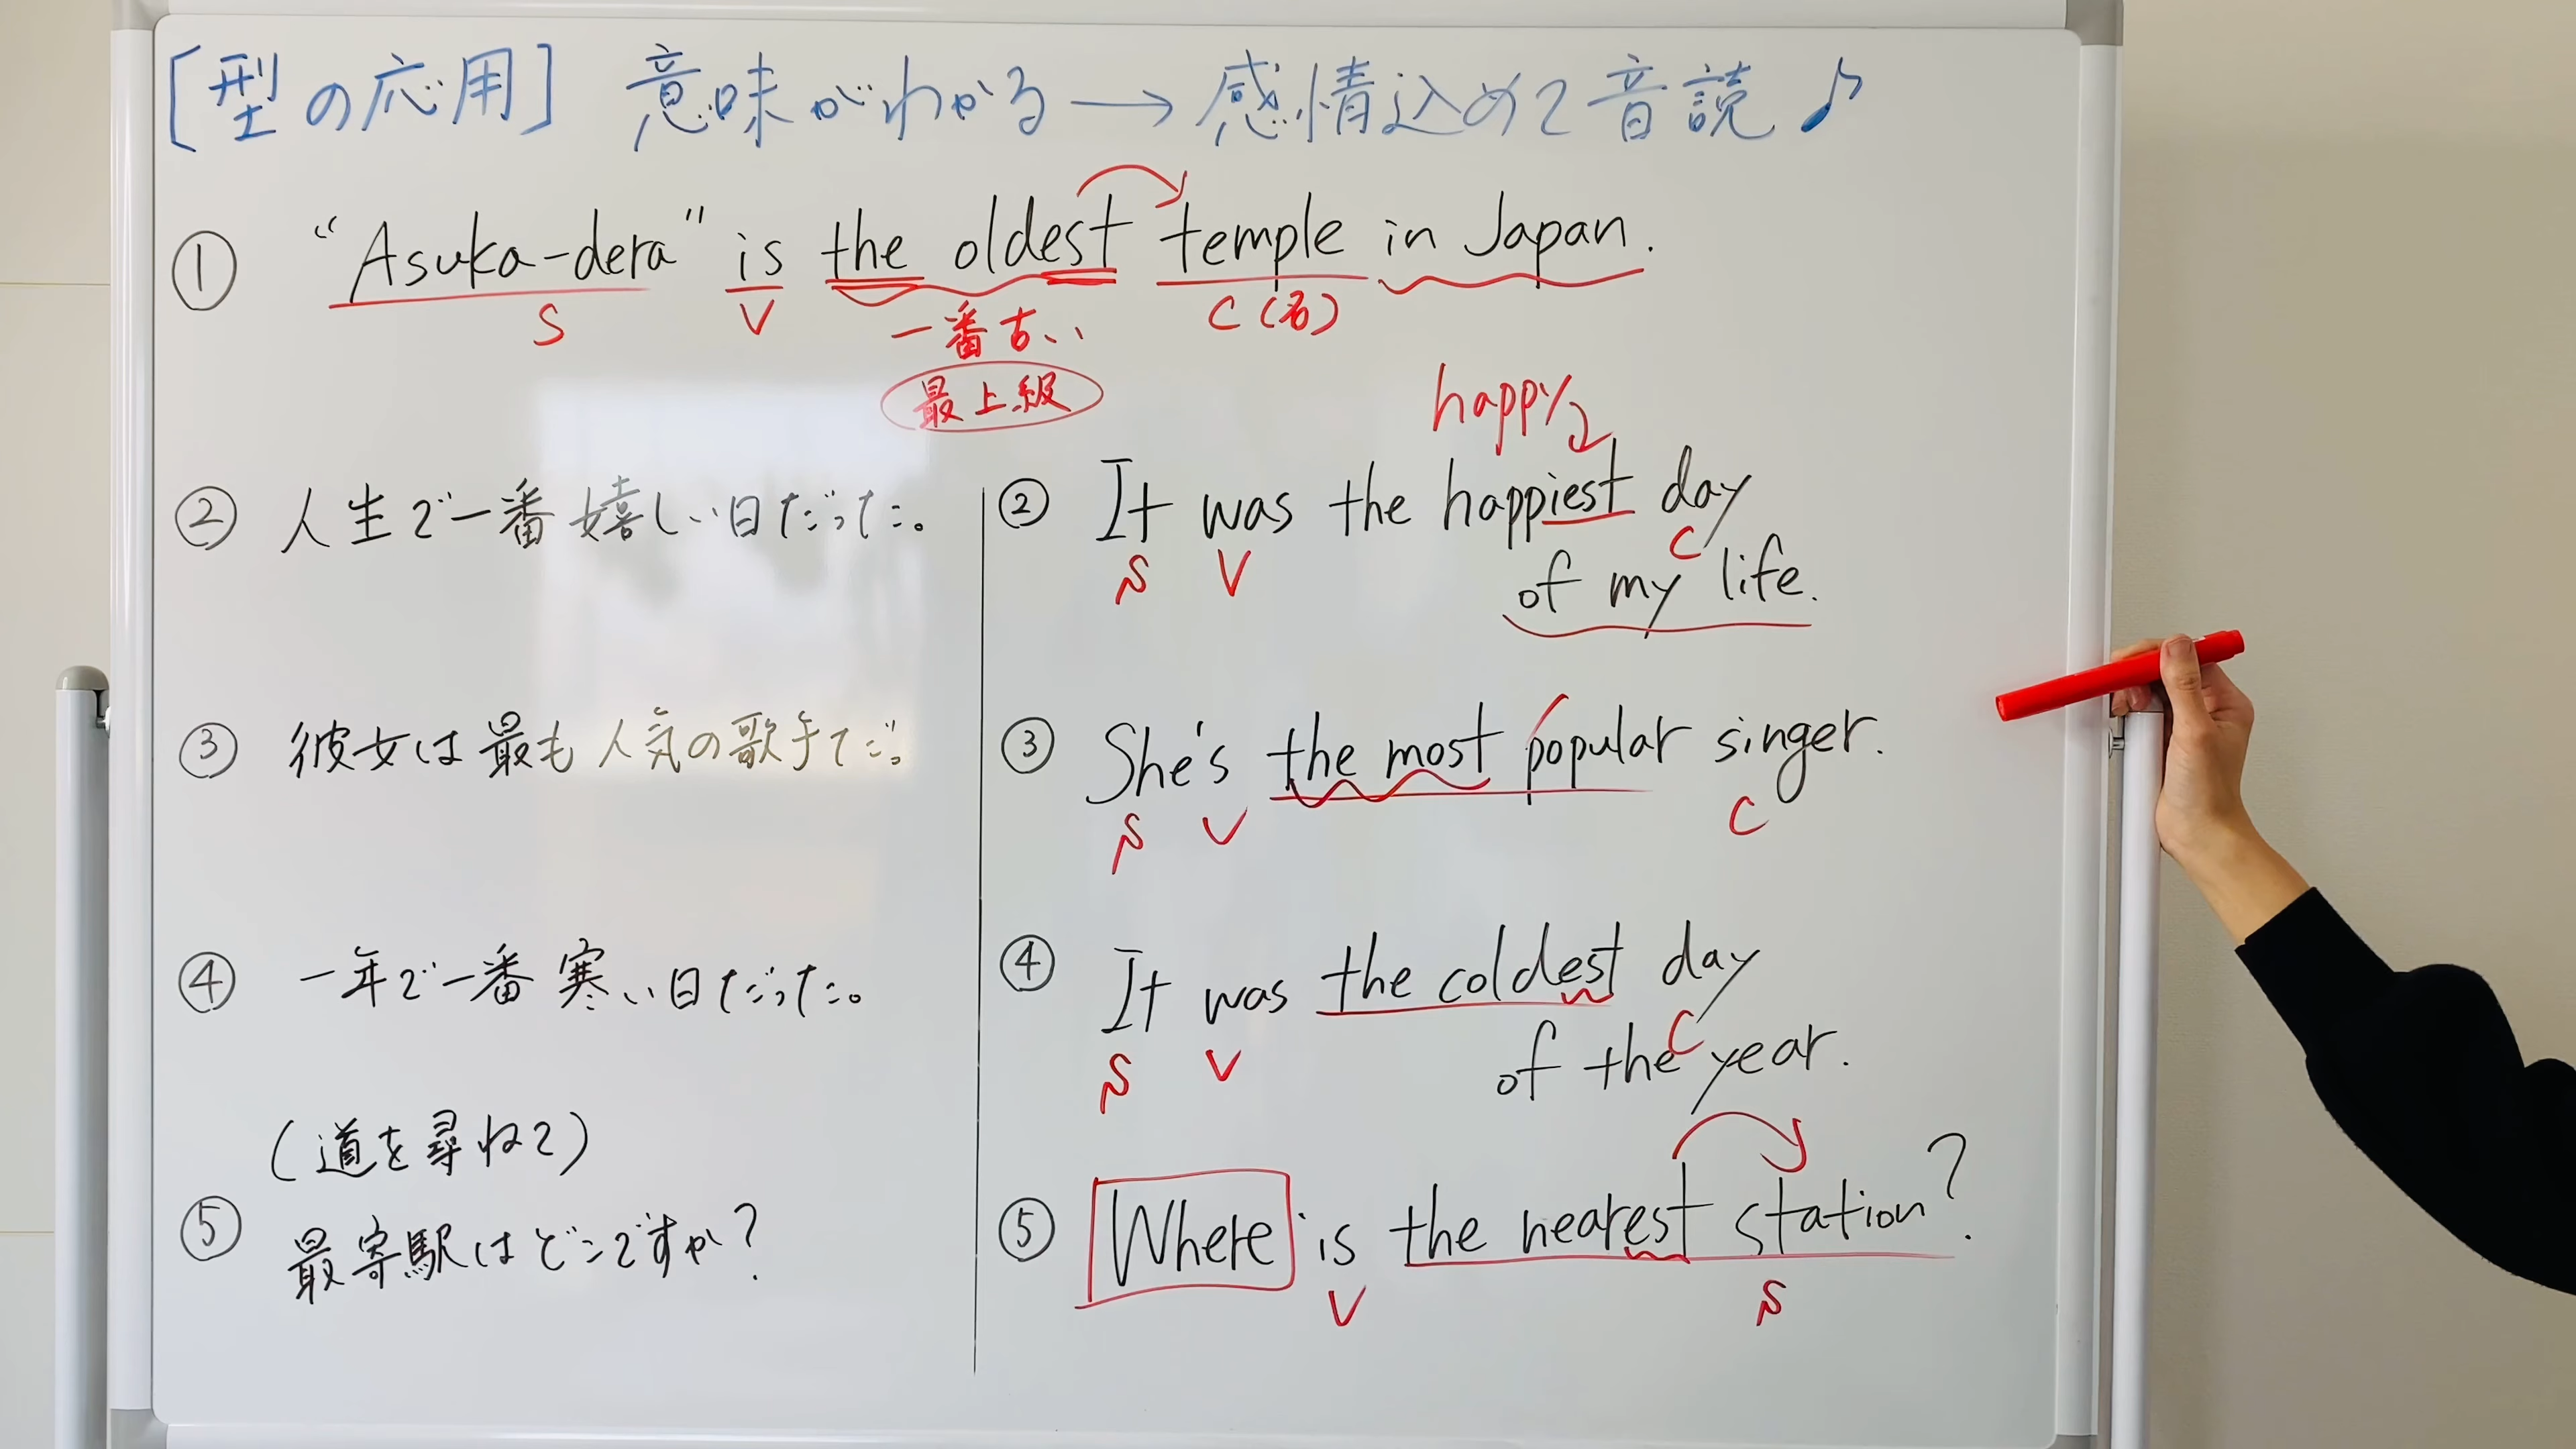 [型の応用] 意味がわかる→感情込めて音読♪
① "Asuka-dera" is the oldest temple in Japan.
S V 一番古い C(名)
最上級
② 人生で一番嬉しい日だった。
③ 彼女は最も人気の歌手だ。
④ 一年で一番寒い日だった。
(道を尋ねて)
⑤ 最寄駅はどこですか?
happy
② It was the happiest day
S V C
of my life.
③ She's the most popular singer.
S V C
④ It was the coldest day
S V C
of the year.
⑤ Where is the nearest station?
V S